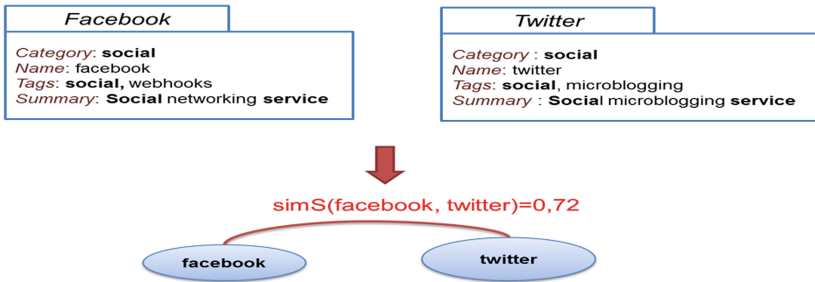 Facebook
Category: social
Name: facebook
Tags: social, webhooks
Summary: Social networking service
Twitter
Category : social
Name: twitter
Tags: social, microblogging
Summary : Social microblogging service
simS(facebook, twitter)=0,72
facebook
twitter